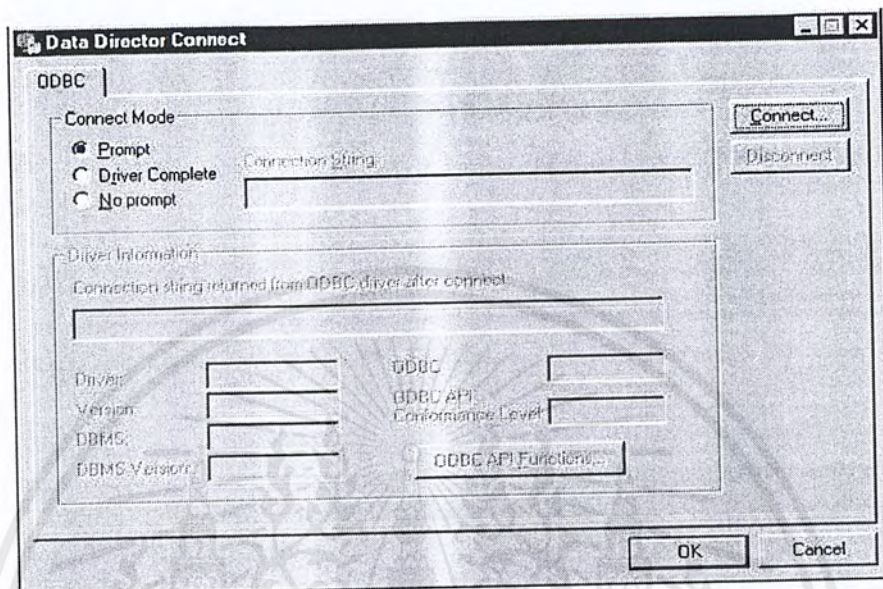 Data Director Connect
ODBC
Connect Mode
Prompt
Driver Complete
No prompt
Connection String:
Connect...
Disconnect
Driver Information
Connection string returned from ODBC driver after connect:
Driver:
Version:
DBMS:
DBMS Version:
ODBC
ODBC API
Conformance Level:
ODBC API Functions...
OK
Cancel